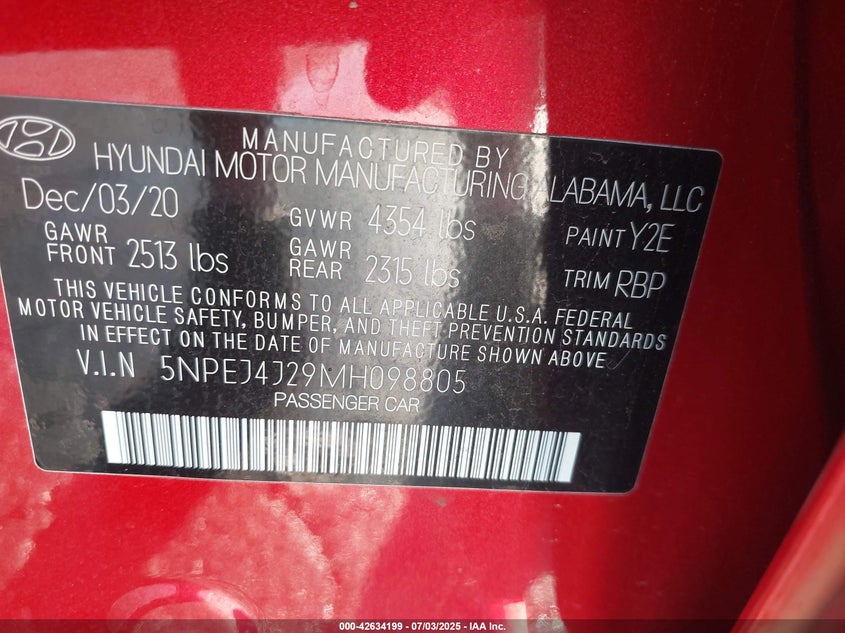 MANUFACTURED BY
HYUNDAI MOTOR MANUFACTURING ALABAMA, LLC
Dec/03/20 GVWR 4354 lbs PAINT Y2E
GAWR FRONT 2513 lbs GAWR REAR 2315 lbs TRIM RBP
THIS VEHICLE CONFORMS TO ALL APPLICABLE U.S.A. FEDERAL
MOTOR VEHICLE SAFETY, BUMPER, AND THEFT PREVENTION STANDARDS
IN EFFECT ON THE DATE OF MANUFACTURE SHOWN ABOVE
V.I.N 5NPEJ4J29MH098805
PASSENGER CAR
000-42634199 - 07/03/2025 - IAA Inc.